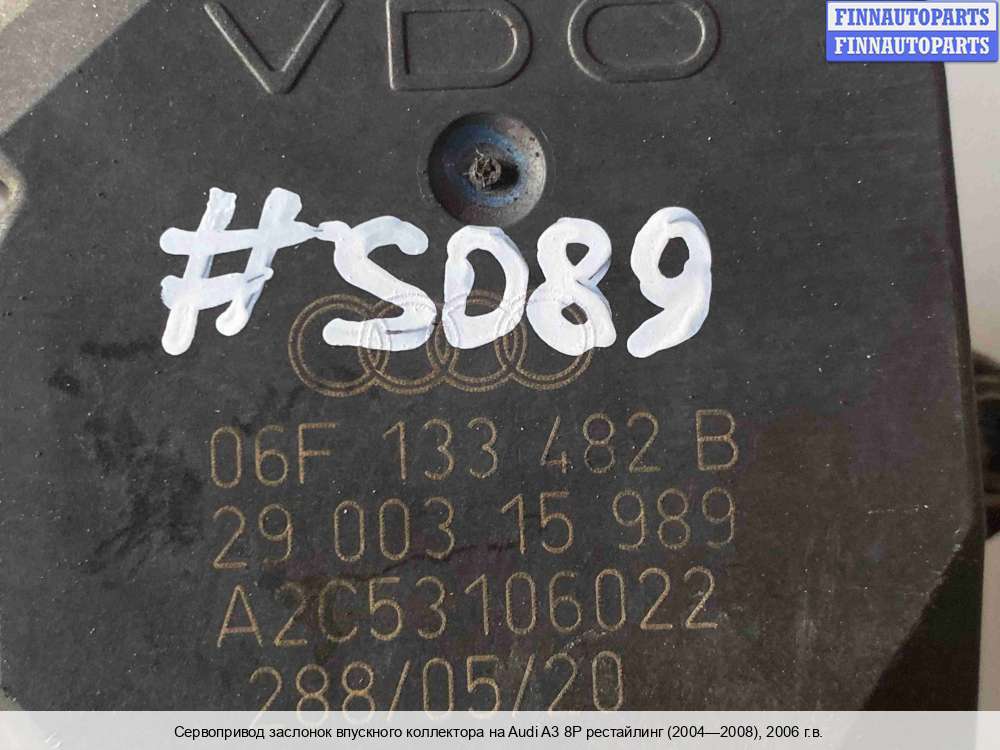 FINNAUTOPARTS
FINNAUTOPARTS
VDO
#SD89
06F 133 482 B
29 003 15 989
A2C53106022
288/05/20
Сервопривод заслонок впускного коллектора на Audi A3 8P рестайлинг (2004—2008), 2006 г.в.